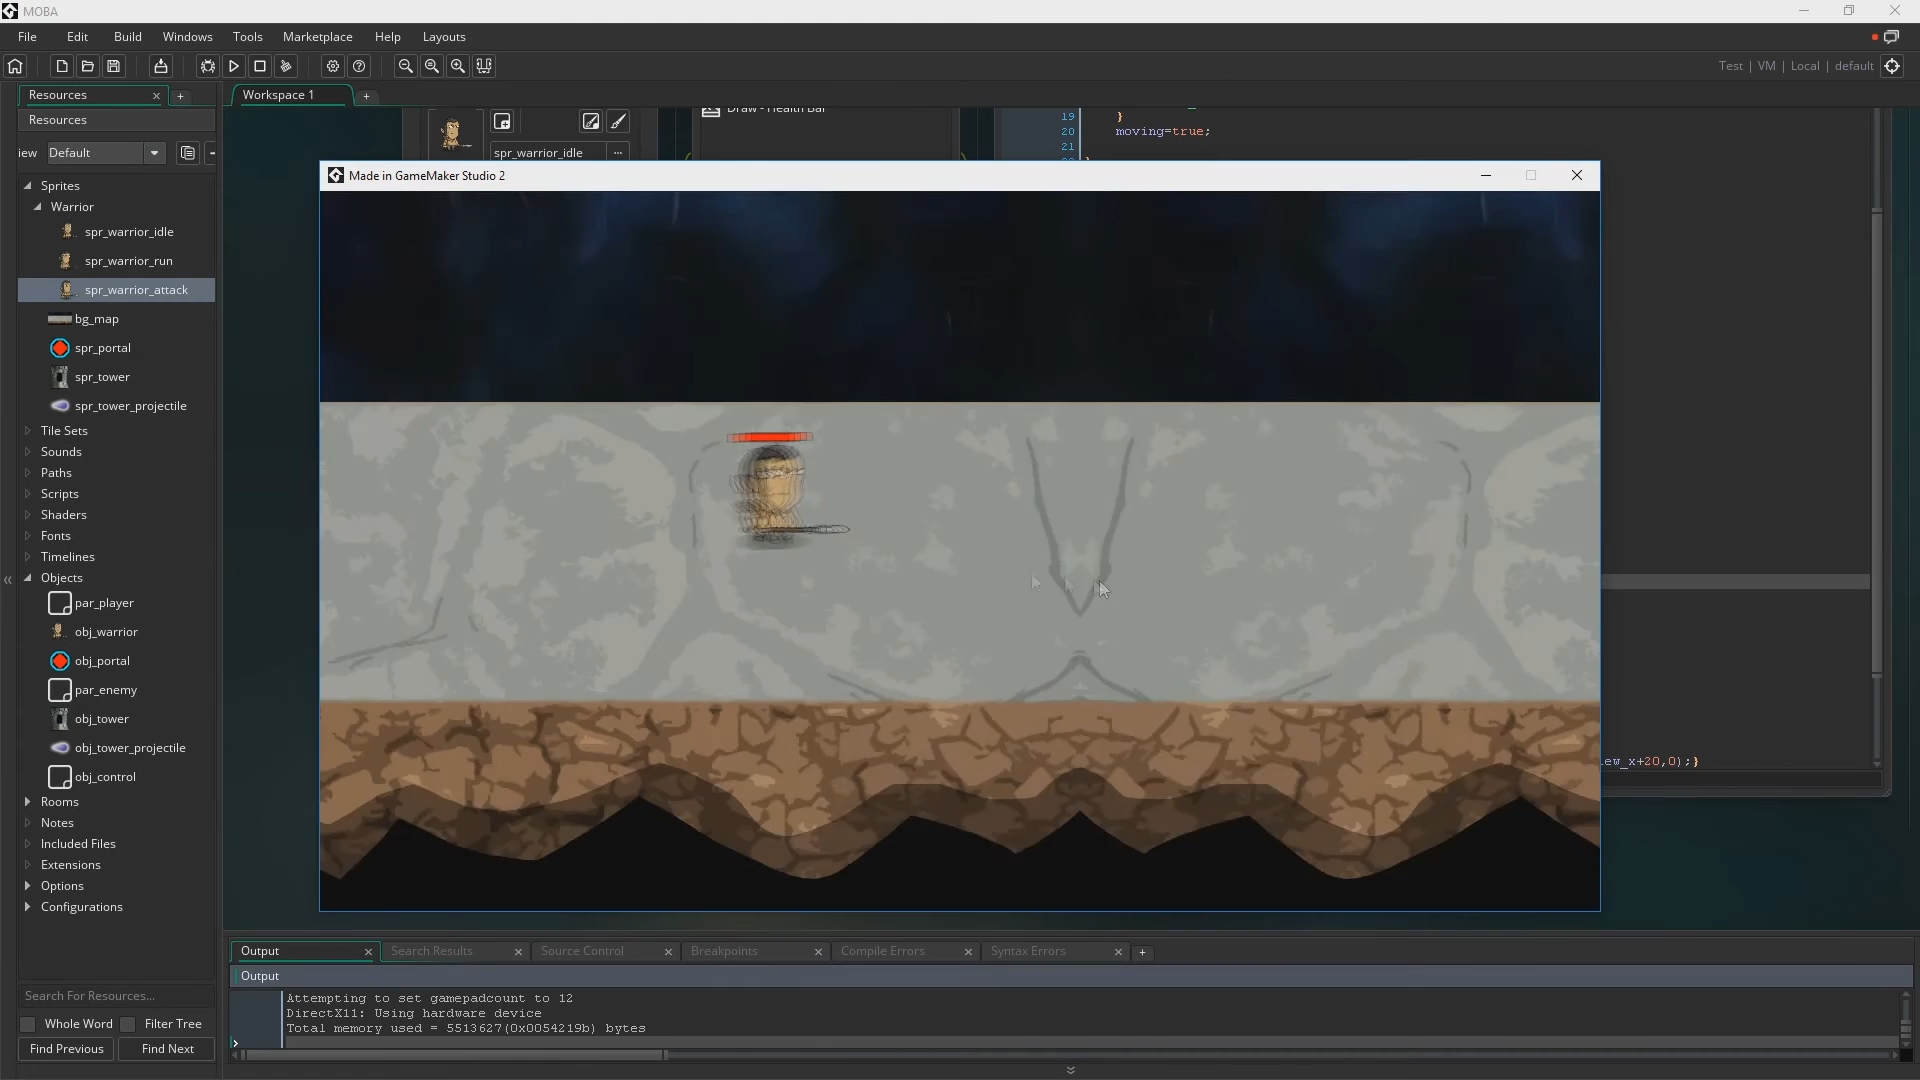 MOBA
File Edit Build Windows Tools Marketplace Help Layouts
Test | VM | Local | default
Resources
Workspace 1
Resources
iew Default
Sprites
Warrior
spr_warrior_idle
spr_warrior_run
spr_warrior_attack
bg_map
spr_portal
spr_tower
spr_tower_projectile
Tile Sets
Sounds
Paths
Scripts
Shaders
Fonts
Timelines
Objects
par_player
obj_warrior
obj_portal
par_enemy
obj_tower
obj_tower_projectile
obj_control
Rooms
Notes
Included Files
Extensions
Options
Configurations
Search For Resources...
Whole Word Filter Tree
Find Previous Find Next
spr_warrior_idle ...
Draw - Health Bar
19 }
20 moving=true;
21
Made in GameMaker Studio 2
ew_x+20,0);}
Output Search Results Source Control Breakpoints Compile Errors Syntax Errors
Output
Attempting to set gamepadcount to 12
DirectX11: Using hardware device
Total memory used = 5513627(0x0054219b) bytes